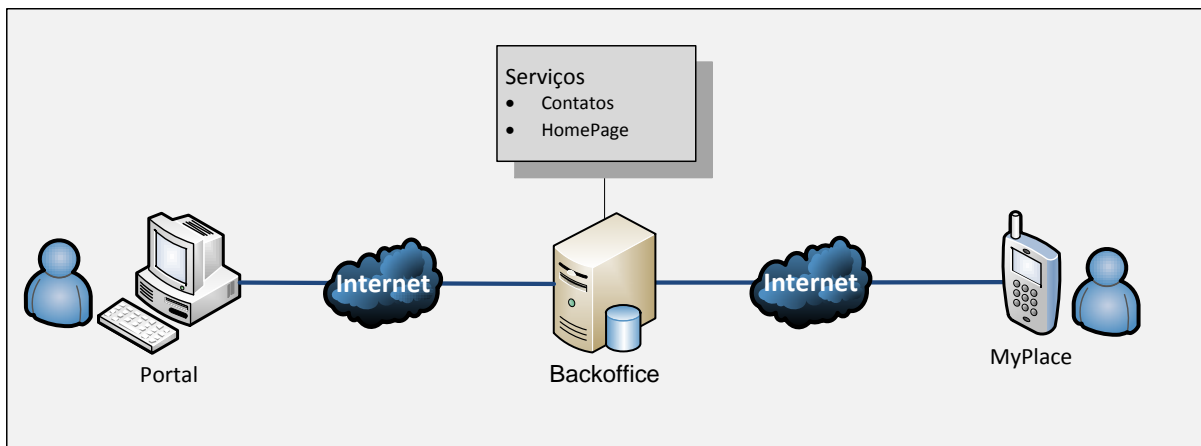 Serviços
• Contatos
• HomePage
Internet
Internet
Portal
Backoffice
MyPlace